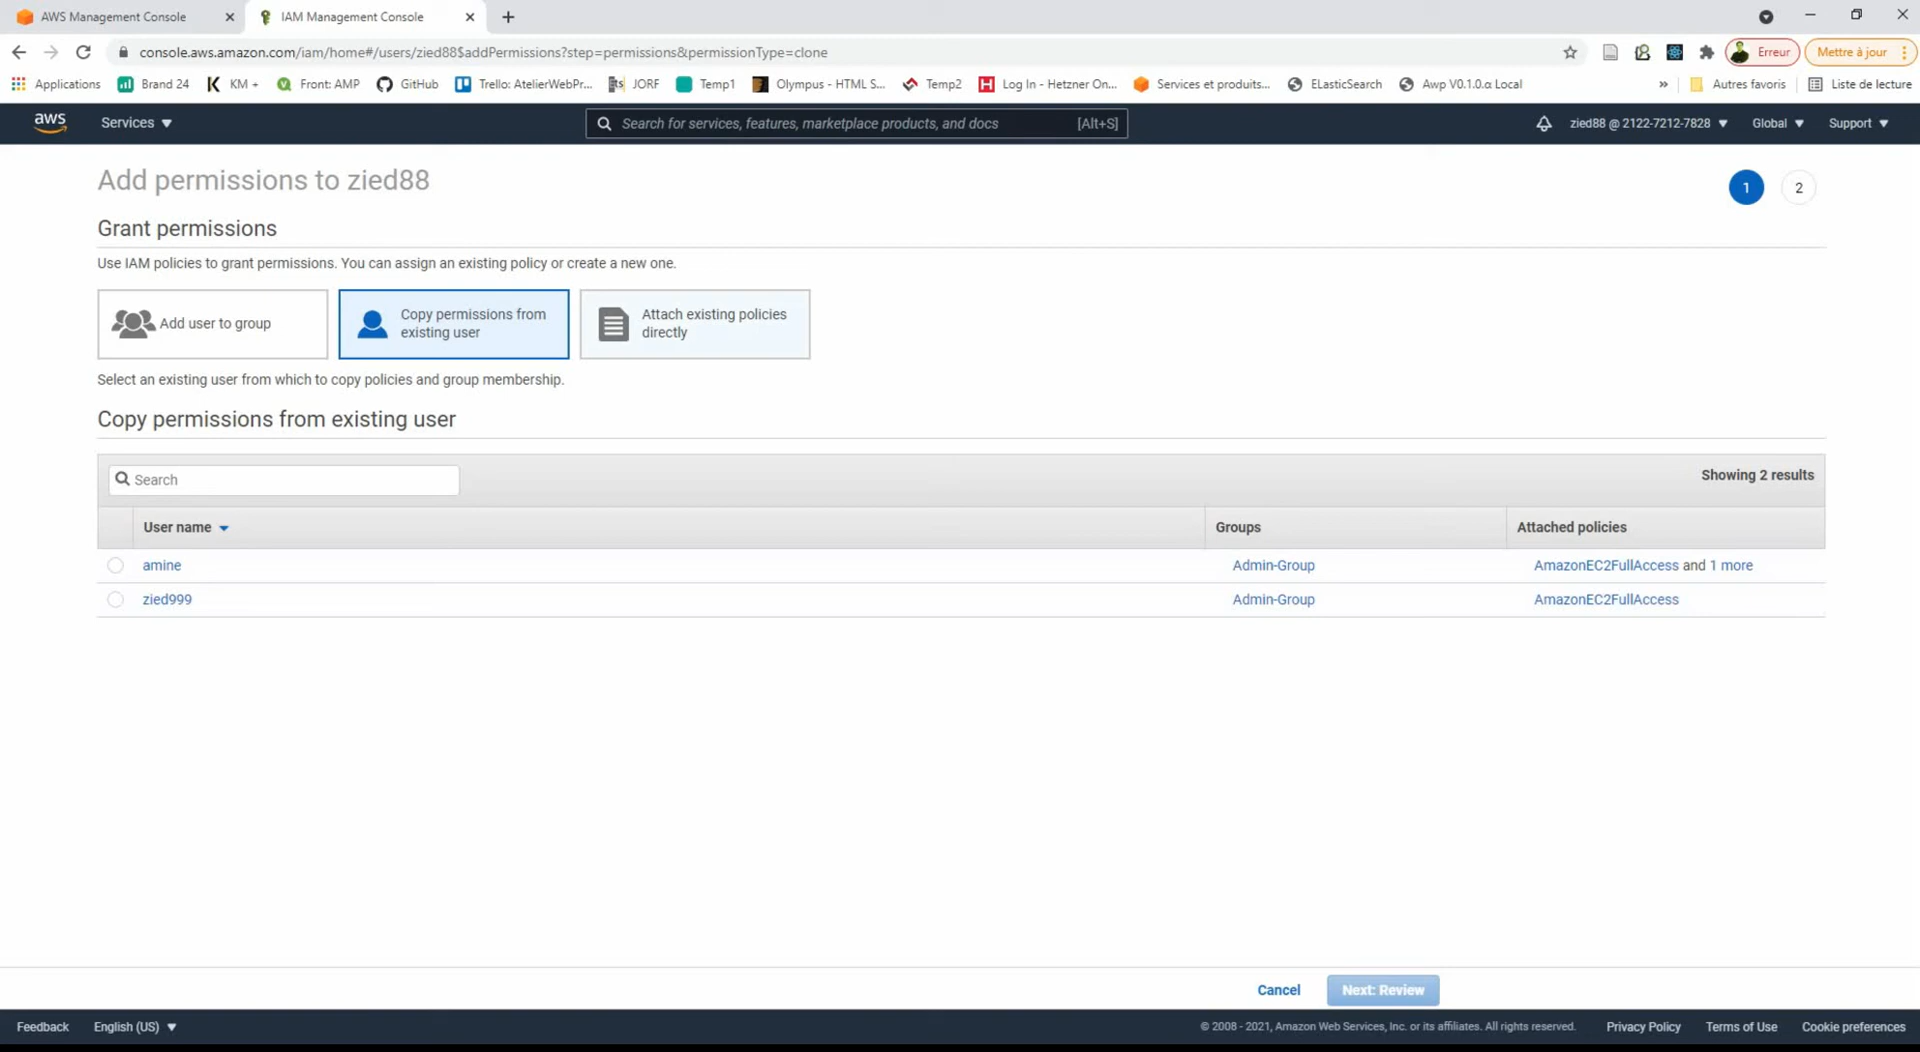 AWS Management Console
IAM Management Console
console.aws.amazon.com/iam/home#/users/zied88$addPermissions?step=permissions&permissionType=clone
Erreur
Mettre à jour
Applications
Brand 24
KM +
Front: AMP
GitHub
Trello: AtelierWebPr...
JORF
Temp1
Olympus - HTML S...
Temp2
Log In - Hetzner On...
Services et produits...
ELasticSearch
Awp V0.1.0.α Local
»
Autres favoris
Liste de lecture
aws
Services
Search for services, features, marketplace products, and docs
[Alt+S]
zied88 @ 2122-7212-7828
Global
Support
Add permissions to zied88
1
2
Grant permissions
Use IAM policies to grant permissions. You can assign an existing policy or create a new one.
Add user to group
Copy permissions from
existing user
Attach existing policies
directly
Select an existing user from which to copy policies and group membership.
Copy permissions from existing user
Search
Showing 2 results
User name
Groups
Attached policies
amine
Admin-Group
AmazonEC2FullAccess and 1 more
zied999
Admin-Group
AmazonEC2FullAccess
Cancel
Next: Review
Feedback
English (US)
© 2008 - 2021, Amazon Web Services, Inc. or its affiliates. All rights reserved.
Privacy Policy
Terms of Use
Cookie preferences